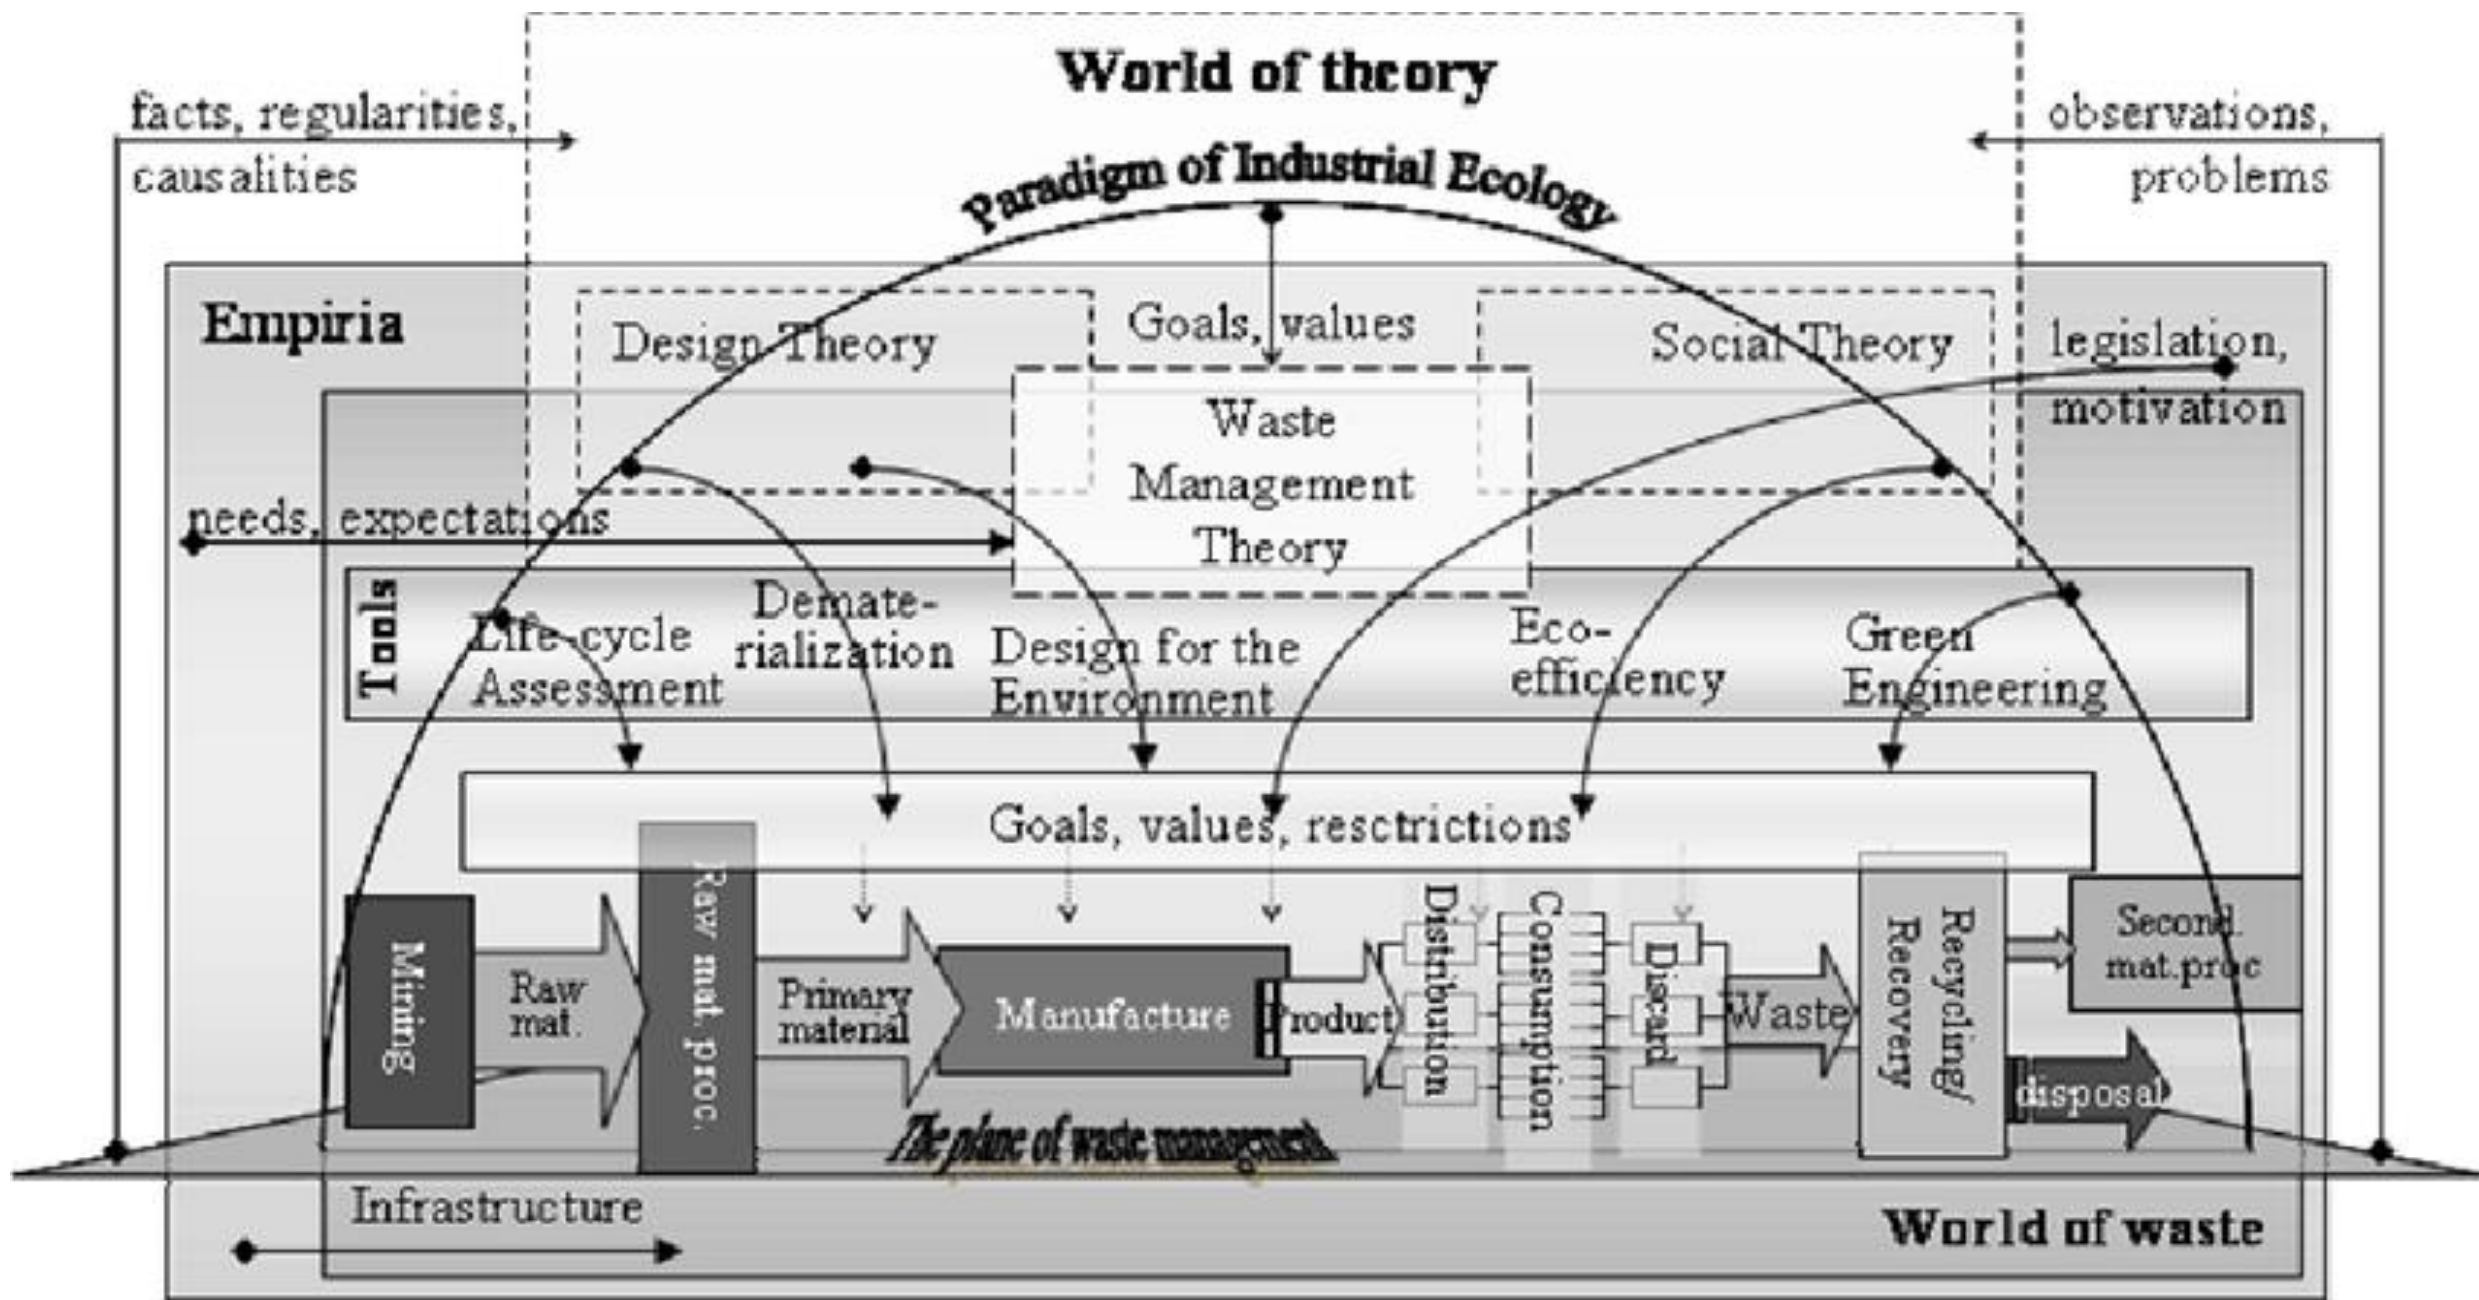 World of theory
facts, regularities,
causalities
observations,
problems
Paradigm of Industrial Ecology
Empiria
Design Theory
Goals, values
Social Theory
legislation,
motivation
Waste
Management
Theory
needs, expectations
Tools
Life-cycle
Assessment
Demate-
rialization
Design for the
Environment
Eco-
efficiency
Green
Engineering
Goals, values, resctrictions
Mining
Raw
mat.
Raw mat. proc.
Primary
material
Manufacture
Product
Distribution
Consumption
Discard
Waste
Recycling/
Recovery
Second.
mat.proc
disposal
The plane of waste management
Infrastructure
World of waste